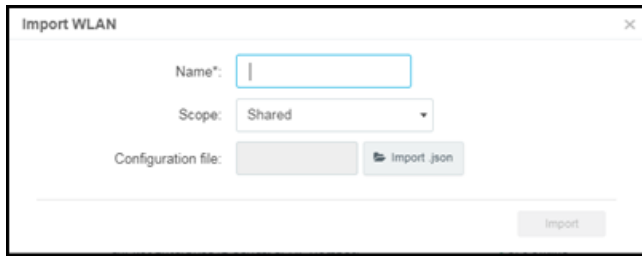 Import WLAN
Name*:
Scope: Shared
Configuration file: Import .json
Import